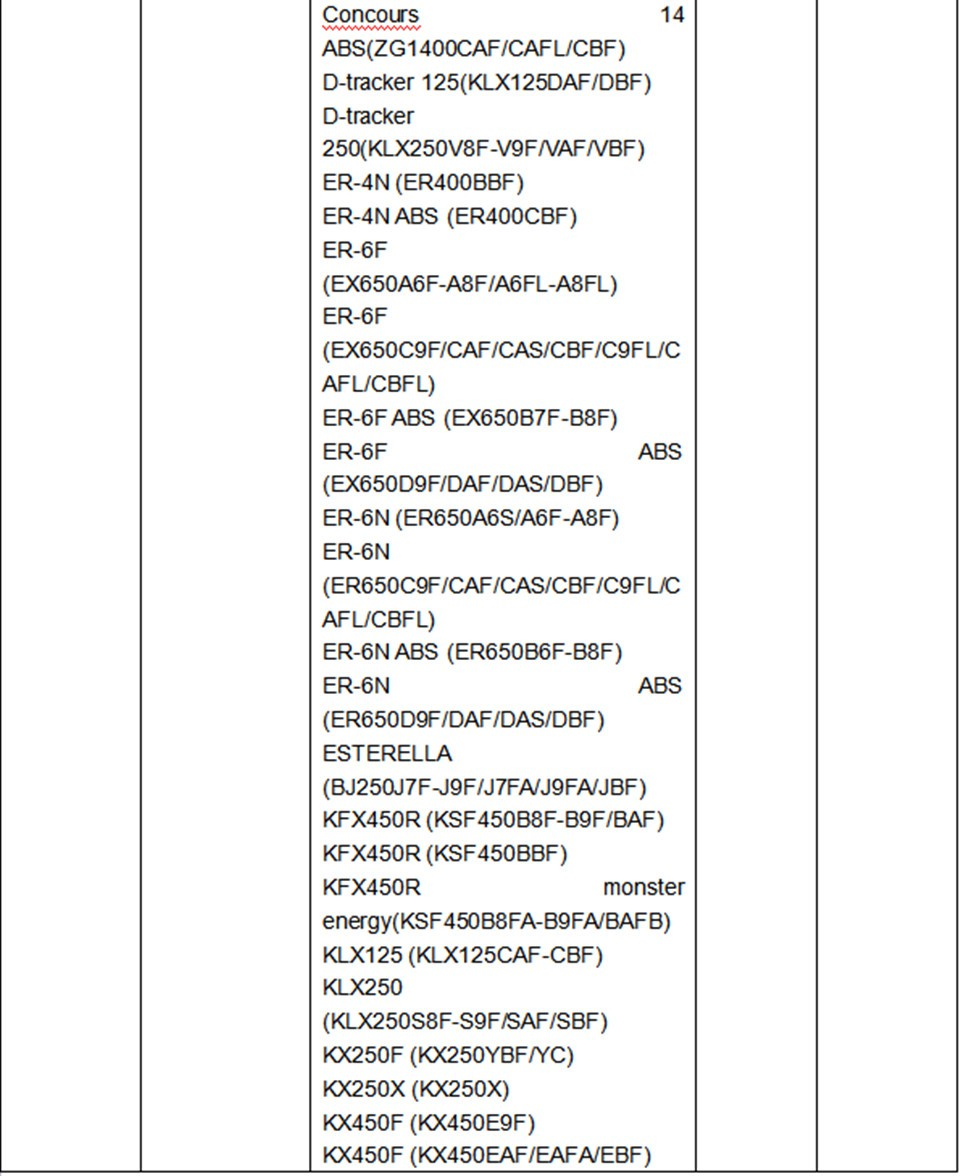 Concours 14
ABS(ZG1400CAF/CAFL/CBF)
D-tracker 125(KLX125DAF/DBF)
D-tracker
250(KLX250V8F-V9F/VAF/VBF)
ER-4N (ER400BBF)
ER-4N ABS (ER400CBF)
ER-6F
(EX650A6F-A8F/A6FL-A8FL)
ER-6F
(EX650C9F/CAF/CAS/CBF/C9FL/C
AFL/CBFL)
ER-6F ABS (EX650B7F-B8F)
ER-6F ABS
(EX650D9F/DAF/DAS/DBF)
ER-6N (ER650A6S/A6F-A8F)
ER-6N
(ER650C9F/CAF/CAS/CBF/C9FL/C
AFL/CBFL)
ER-6N ABS (ER650B6F-B8F)
ER-6N ABS
(ER650D9F/DAF/DAS/DBF)
ESTERELLA
(BJ250J7F-J9F/J7FA/J9FA/JBF)
KFX450R (KSF450B8F-B9F/BAF)
KFX450R (KSF450BBF)
KFX450R monster
energy(KSF450B8FA-B9FA/BAFB)
KLX125 (KLX125CAF-CBF)
KLX250
(KLX250S8F-S9F/SAF/SBF)
KX250F (KX250YBF/YC)
KX250X (KX250X)
KX450F (KX450E9F)
KX450F (KX450EAF/EAFA/EBF)